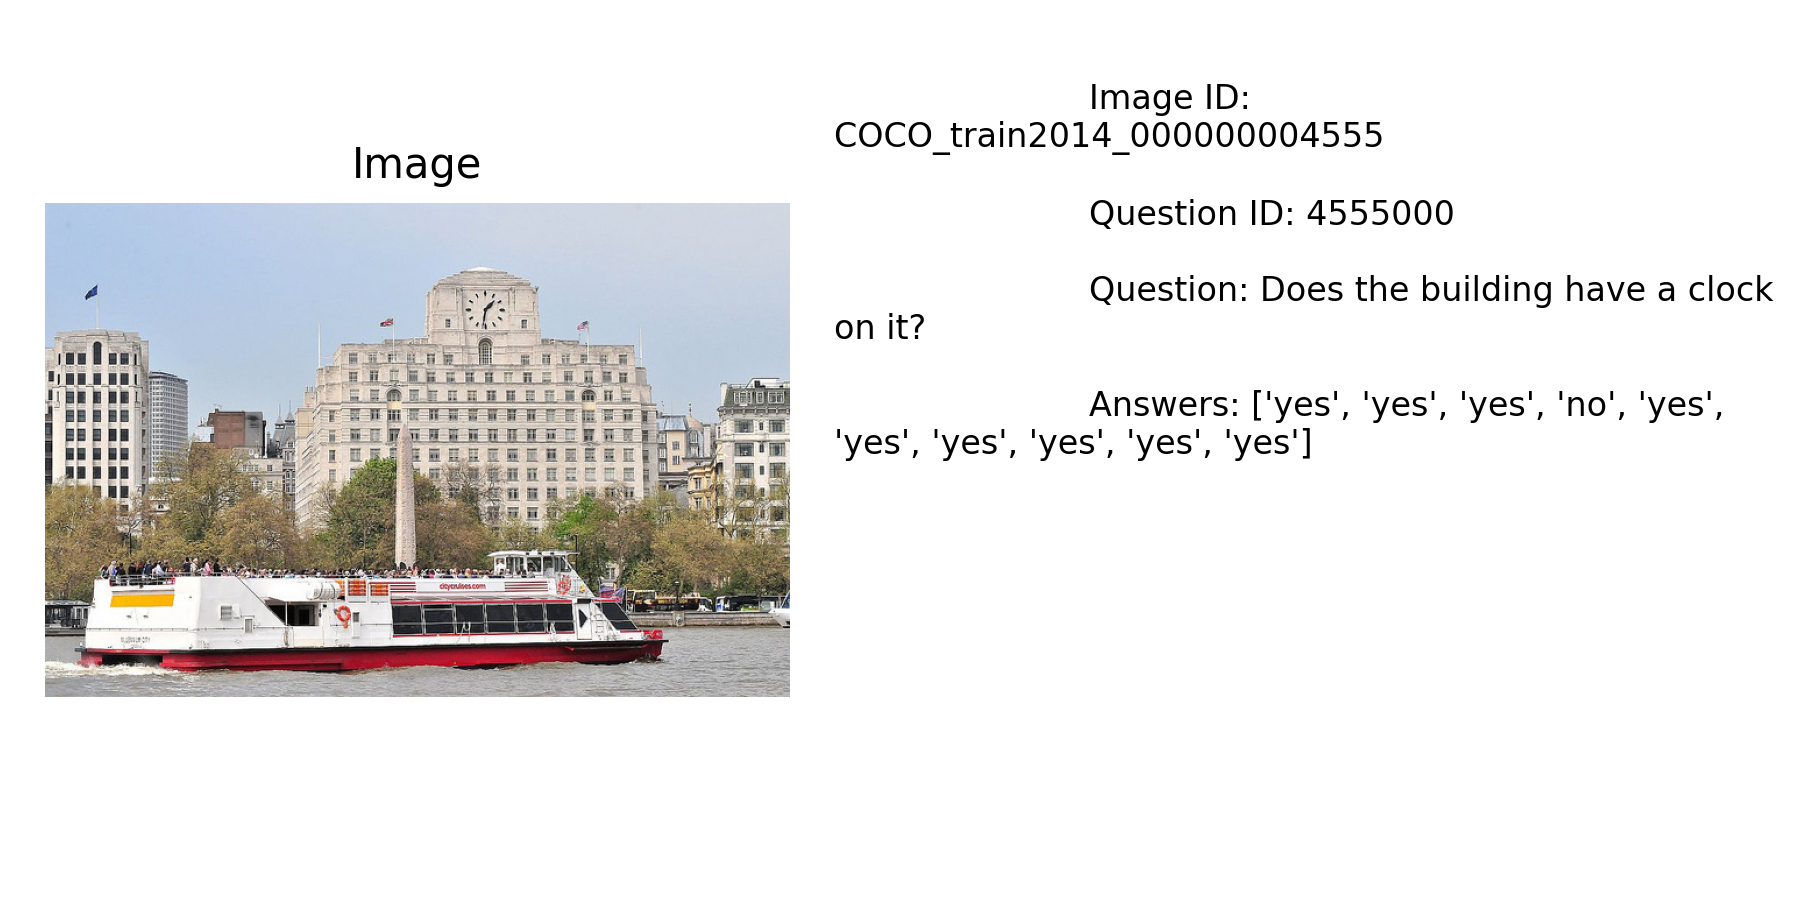 Image
Image ID:
COCO_train2014_000000004555
Question ID: 4555000
Question: Does the building have a clock
on it?
Answers: ['yes', 'yes', 'yes', 'no', 'yes',
'yes', 'yes', 'yes', 'yes', 'yes']
citycruises.com